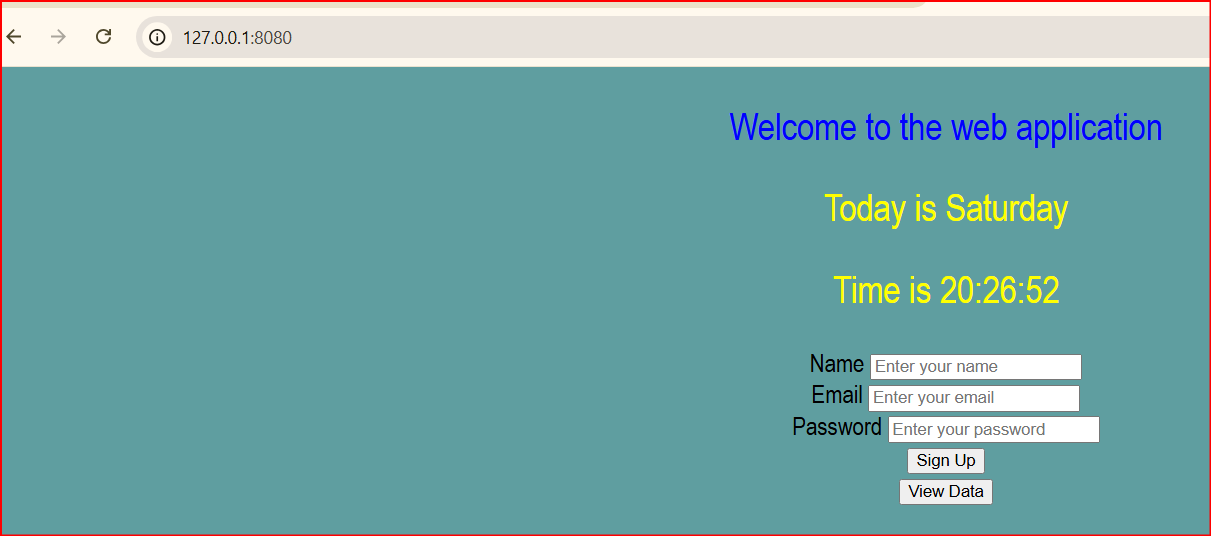 127.0.0.1:8080
Welcome to the web application
Today is Saturday
Time is 20:26:52
Name Enter your name
Email Enter your email
Password Enter your password
Sign Up
View Data